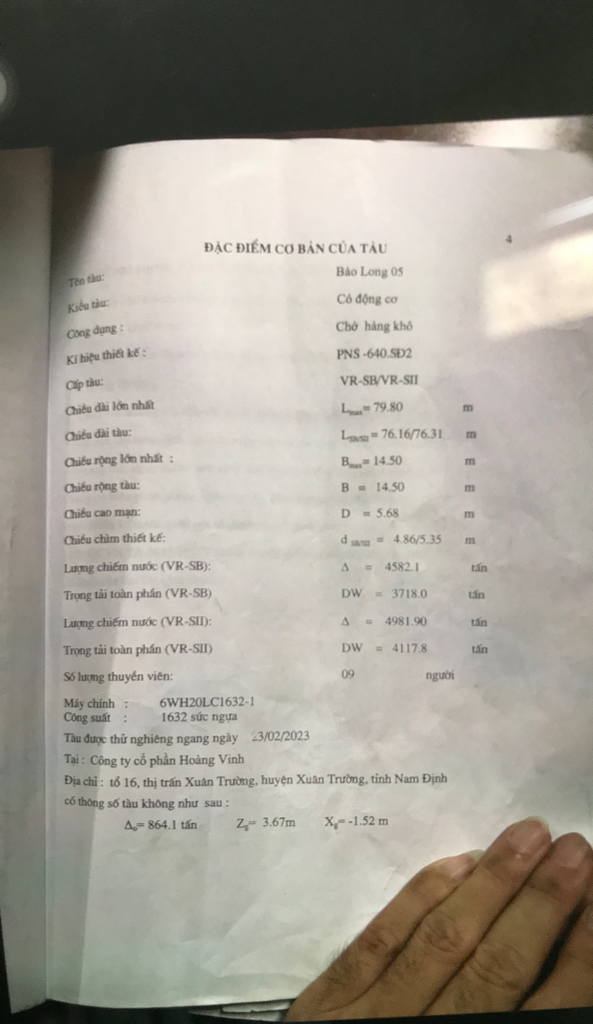 4
ĐẶC ĐIỂM CƠ BẢN CỦA TÀU
Tên tàu: Bảo Long 05
Kiểu tàu: Có động cơ
Công dụng : Chở hàng khô
Kí hiệu thiết kế : PNS -640.SĐ2
Cấp tàu: VR-SB/VR-SII
Chiều dài lớn nhất Lmax= 79.80 m
Chiều dài tàu: LSB/SII = 76.16/76.31 m
Chiều rộng lớn nhất : Bmax= 14.50 m
Chiều rộng tàu: B = 14.50 m
Chiều cao mạn: D = 5.68 m
Chiều chìm thiết kế: d SB/SII = 4.86/5.35 m
Lượng chiếm nước (VR-SB): Δ = 4582.1 tấn
Trọng tải toàn phần (VR-SB) DW = 3718.0 tấn
Lượng chiếm nước (VR-SII): Δ = 4981.90 tấn
Trọng tải toàn phần (VR-SII) DW = 4117.8 tấn
Số lượng thuyền viên: 09 người
Máy chính : 6WH20LC1632-1
Công suất : 1632 sức ngựa
Tàu được thử nghiêng ngang ngày 23/02/2023
Tại : Công ty cổ phần Hoàng Vinh
Địa chỉ : tổ 16, thị trấn Xuân Trường, huyện Xuân Trường, tỉnh Nam Định
có thông số tàu không như sau :
Δo= 864.1 tấn Zg= 3.67m Xg= -1.52 m